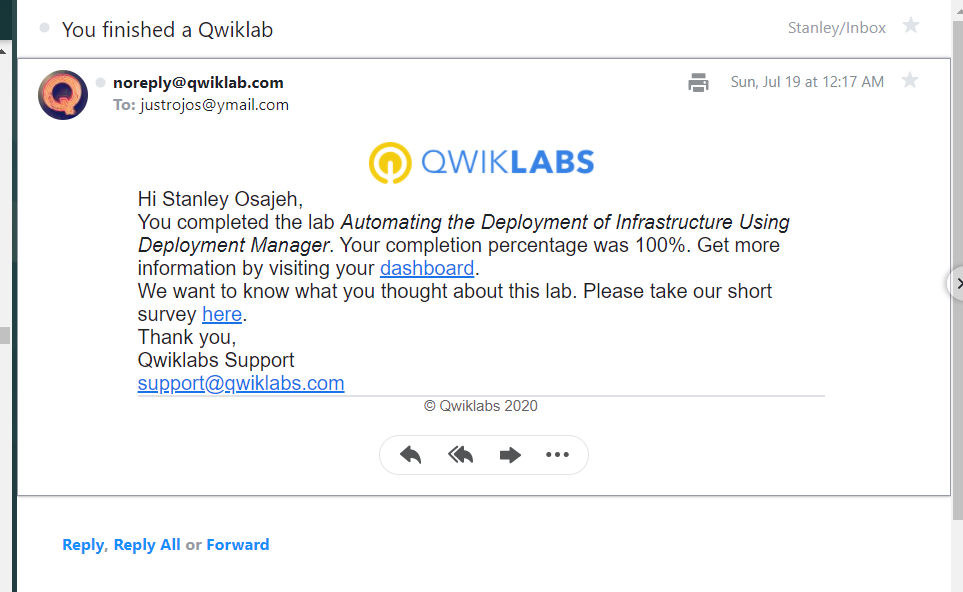 You finished a Qwiklab
Stanley/Inbox
noreply@qwiklab.com
Sun, Jul 19 at 12:17 AM
To: justrojos@ymail.com
QWIKLABS
Hi Stanley Osajeh,
You completed the lab Automating the Deployment of Infrastructure Using
Deployment Manager. Your completion percentage was 100%. Get more
information by visiting your dashboard.
We want to know what you thought about this lab. Please take our short
survey here.
Thank you,
Qwiklabs Support
support@qwiklabs.com
© Qwiklabs 2020
Reply, Reply All or Forward